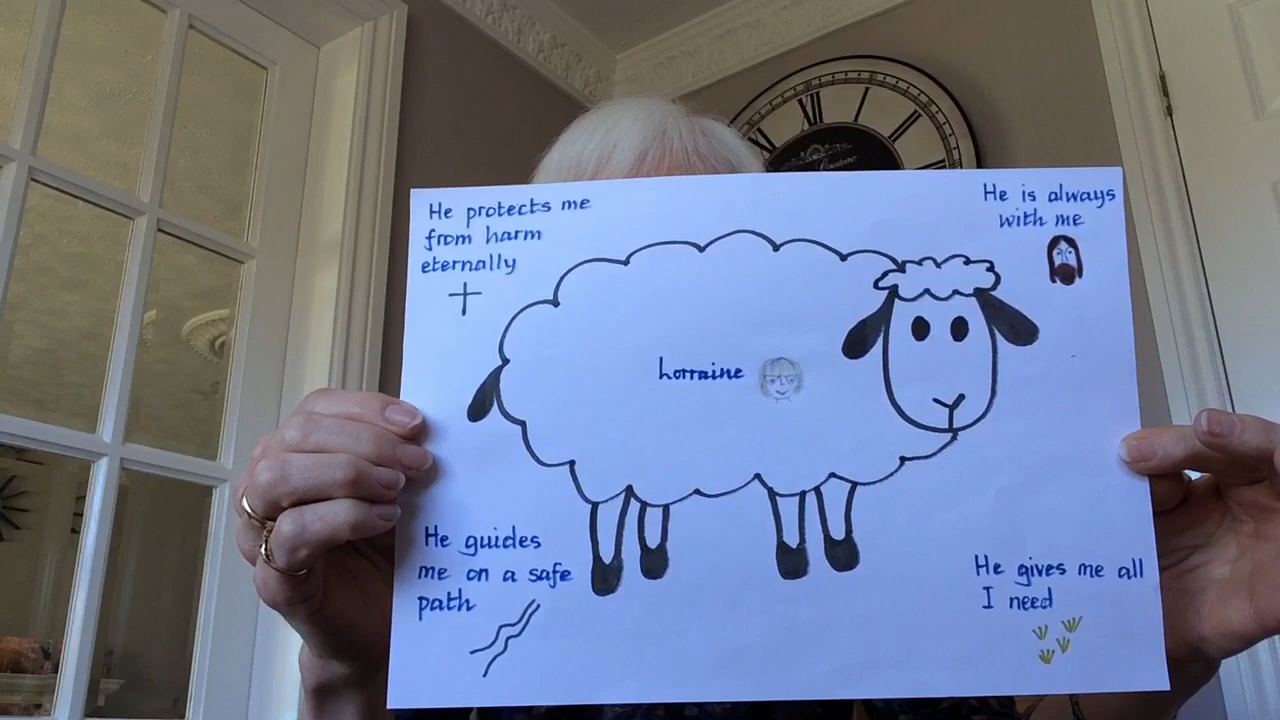 He protects me
from harm
eternally
He is always
with me
Lorraine
He guides
me on a safe
path
He gives me all
I need